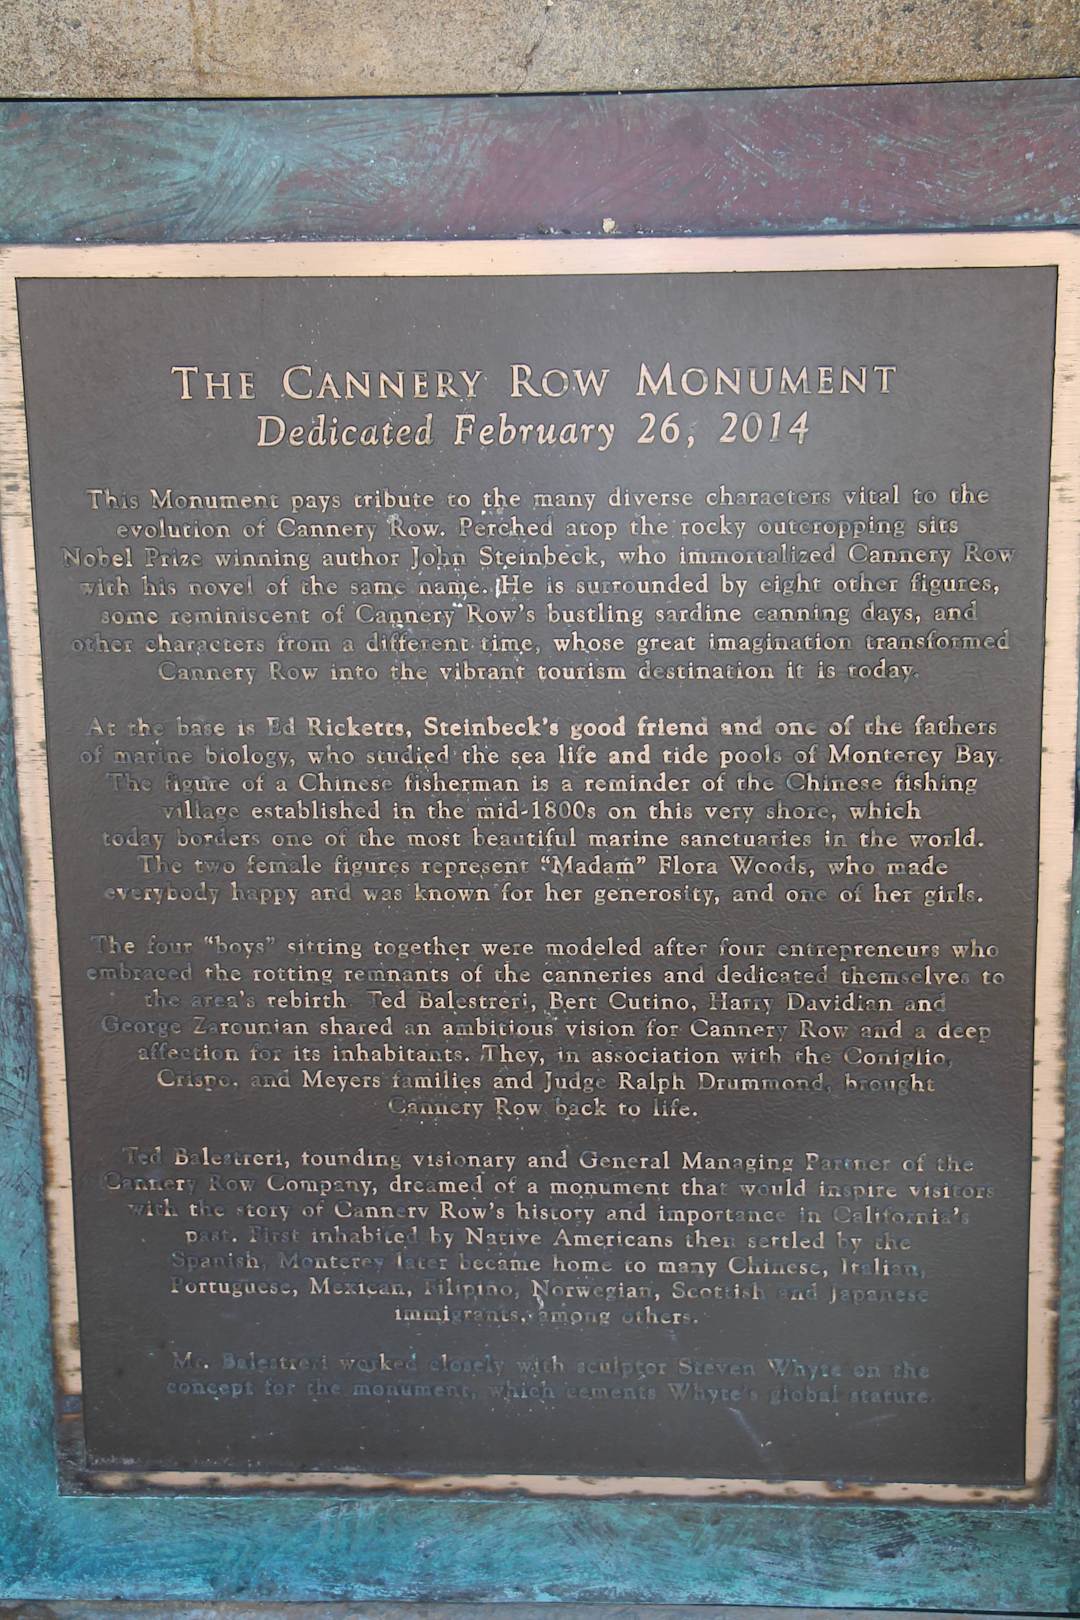 THE CANNERY ROW MONUMENT
Dedicated February 26, 2014
This Monument pays tribute to the many diverse characters vital to the
evolution of Cannery Row. Perched atop the rocky outcropping sits
Nobel Prize winning author John Steinbeck, who immortalized Cannery Row
with his novel of the same name. He is surrounded by eight other figures,
some reminiscent of Cannery Row's bustling sardine canning days, and
other characters from a different time, whose great imagination transformed
Cannery Row into the vibrant tourism destination it is today.
At the base is Ed Ricketts, Steinbeck's good friend and one of the fathers
of marine biology, who studied the sea life and tide pools of Monterey Bay.
The figure of a Chinese fisherman is a reminder of the Chinese fishing
village established in the mid-1800s on this very shore, which
today borders one of the most beautiful marine sanctuaries in the world.
The two female figures represent "Madam" Flora Woods, who made
everybody happy and was known for her generosity, and one of her girls.
The four "boys" sitting together were modeled after four entrepreneurs who
embraced the rotting remnants of the canneries and dedicated themselves to
the area's rebirth. Ted Balestreri, Bert Cutino, Harry Davidian and
George Zarounian shared an ambitious vision for Cannery Row and a deep
affection for its inhabitants. They, in association with the Coniglio,
Crispo, and Meyers families and Judge Ralph Drummond, brought
Cannery Row back to life.
Ted Balestreri, founding visionary and General Managing Partner of the
Cannery Row Company, dreamed of a monument that would inspire visitors
with the story of Cannery Row's history and importance in California's
past. First inhabited by Native Americans then settled by the
Spanish, Monterey later became home to many Chinese, Italian,
Portuguese, Mexican, Filipino, Norwegian, Scottish and Japanese
immigrants, among others.
Mr. Balestreri worked closely with sculptor Steven Whyte on the
concept for the monument, which cements Whyte's global stature.